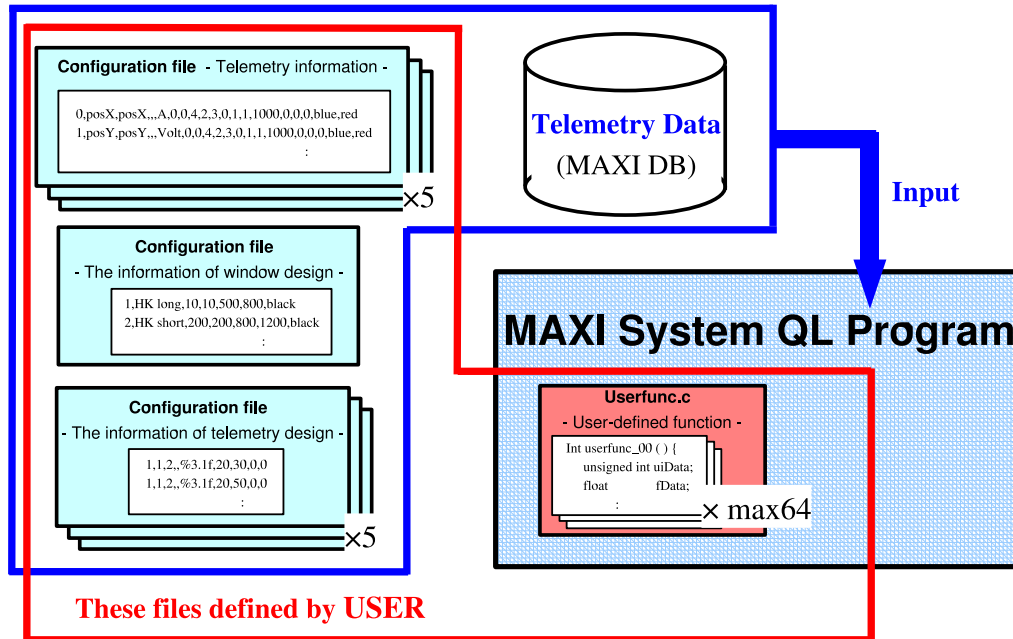 Configuration file - Telemetry information -
0,posX,posX,,,A,0,0,4,2,3,0,1,1,1000,0,0,0,blue,red
1,posY,posY,,,Volt,0,0,4,2,3,0,1,1,1000,0,0,0,blue,red
:
×5
Configuration file
- The information of window design -
1,HK long,10,10,500,800,black
2,HK short,200,200,800,1200,black
:
Configuration file
- The information of telemetry design -
1,1,2,,%3.1f,20,30,0,0
1,1,2,,%3.1f,20,50,0,0
:
×5
Telemetry Data
(MAXI DB)
Input
MAXI System QL Program
Userfunc.c
- User-defined function -
Int userfunc_00 ( ) {
unsigned int uiData;
float fData;
:
× max64
These files defined by USER